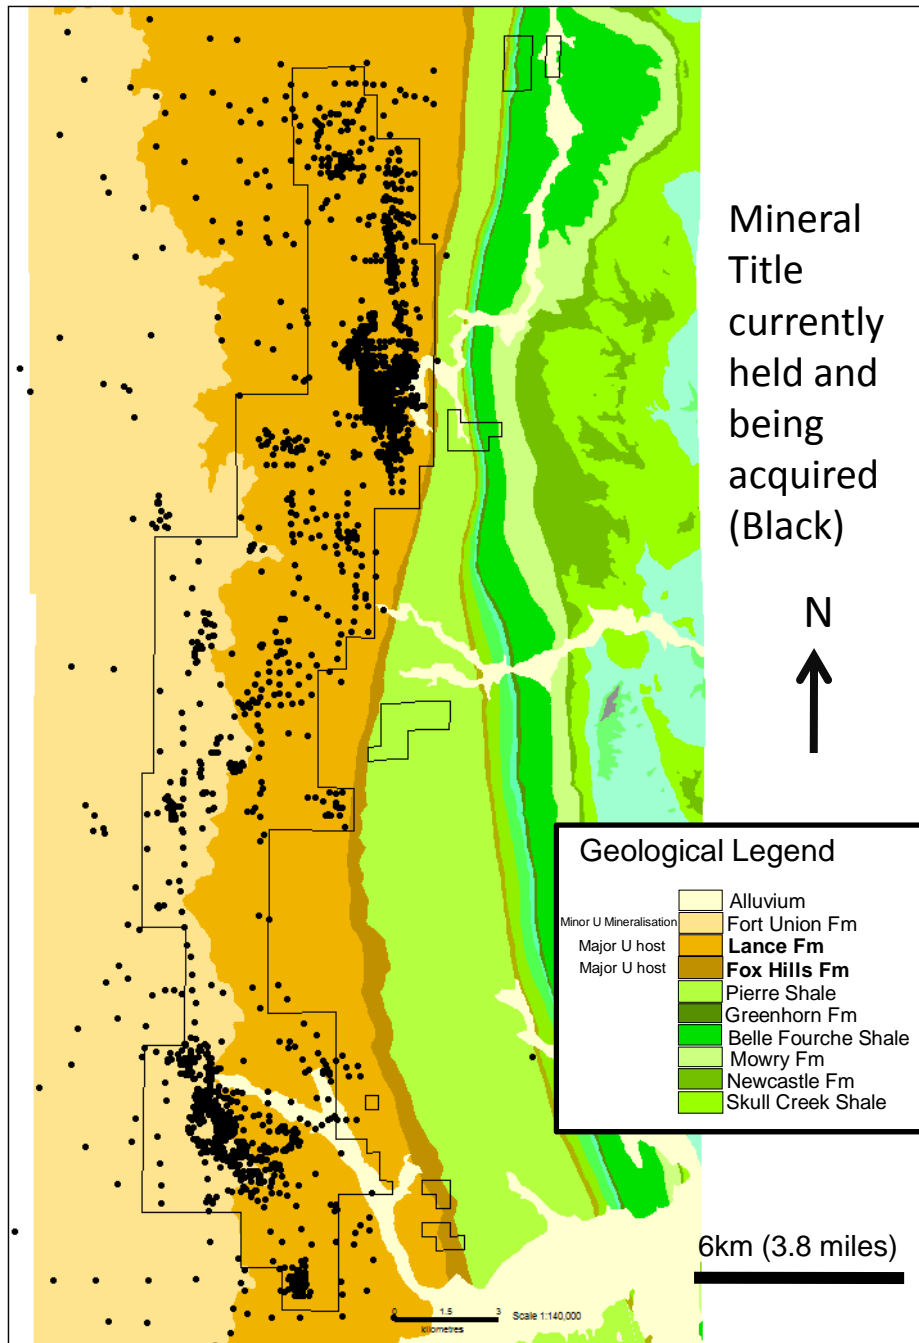 Mineral
Title
currently
held and
being
acquired
(Black)
N
Geological Legend
Alluvium
Minor U Mineralisation Fort Union Fm
Major U host Lance Fm
Major U host Fox Hills Fm
Pierre Shale
Greenhorn Fm
Belle Fourche Shale
Mowry Fm
Newcastle Fm
Skull Creek Shale
6km (3.8 miles)
0 1.5 3 Scale 1:140,000
kilometres